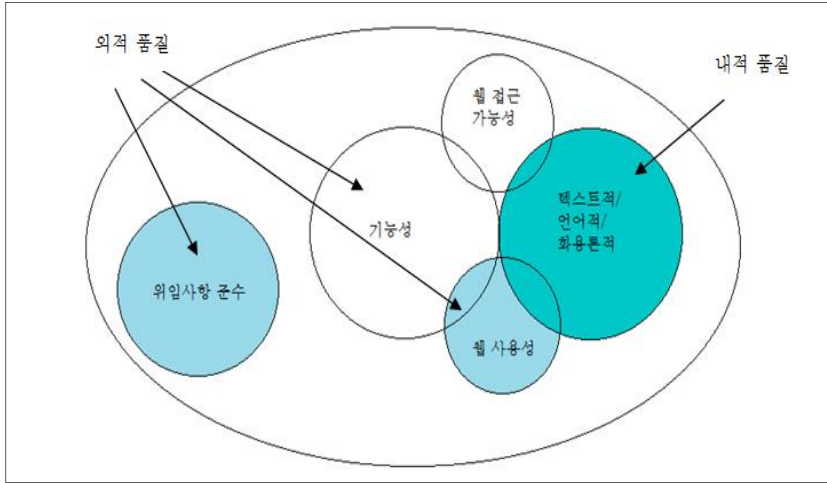 외적 품질
내적 품질
웹 접근
가능성
텍스트적/
언어적/
화용론적
기능성
위임사항 준수
웹 사용성